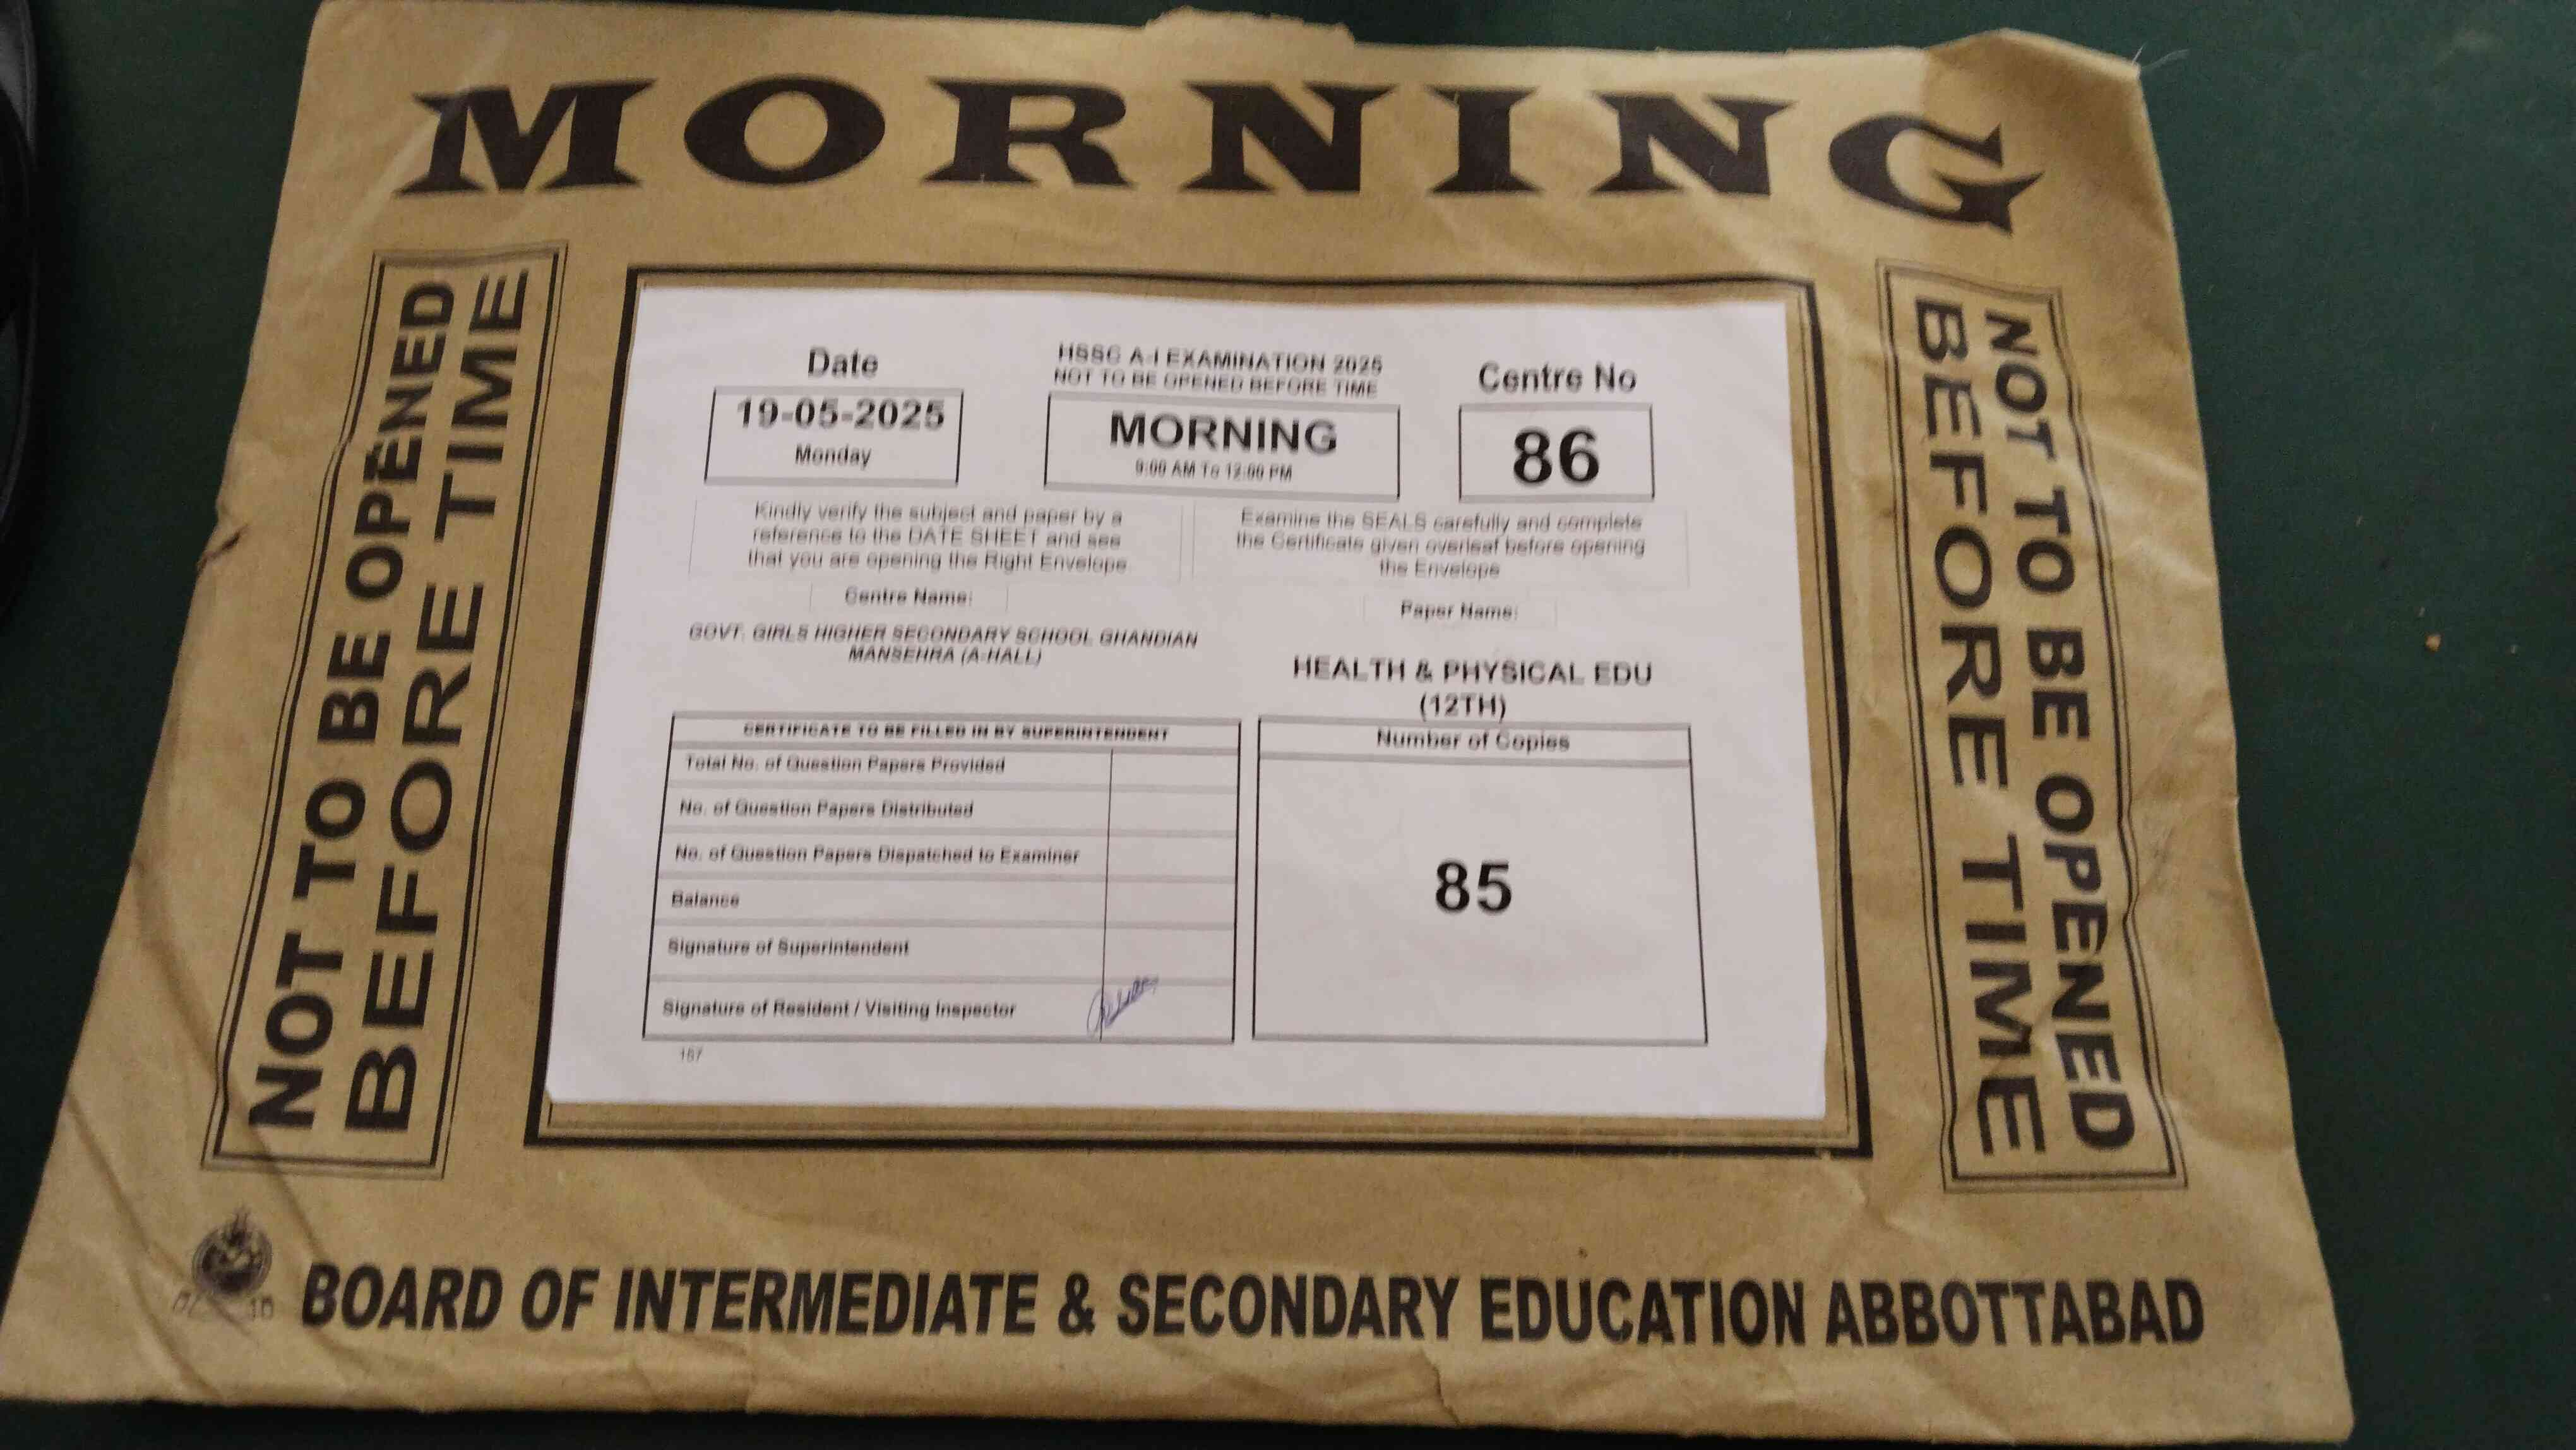 MORNING
NOT TO BE OPENED
BEFORE TIME
Date
19-05-2025
Monday
HSSC A-I EXAMINATION 2025
NOT TO BE OPENED BEFORE TIME
MORNING
9:00 AM To 12:00 PM
Centre No
86
Kindly verify the subject and paper by a
reference to the DATE SHEET and see
that you are opening the Right Envelope
Examine the SEALS carefully and complete
the Certificate given overleaf before opening
the Envelope
Centre Name:
GOVT. GIRLS HIGHER SECONDARY SCHOOL GHANDIAN
MANSEHRA (A-HALL)
Paper Name:
HEALTH & PHYSICAL EDU
(12TH)
CERTIFICATE TO BE FILLED IN BY SUPERINTENDENT
Total No. of Question Papers Provided
No. of Question Papers Distributed
No. of Question Papers Dispatched to Examiner
Balance
Signature of Superintendent
Signature of Resident / Visiting Inspector
Number of Copies
85
157
NOT TO BE OPENED
BEFORE TIME
BOARD OF INTERMEDIATE & SECONDARY EDUCATION ABBOTTABAD